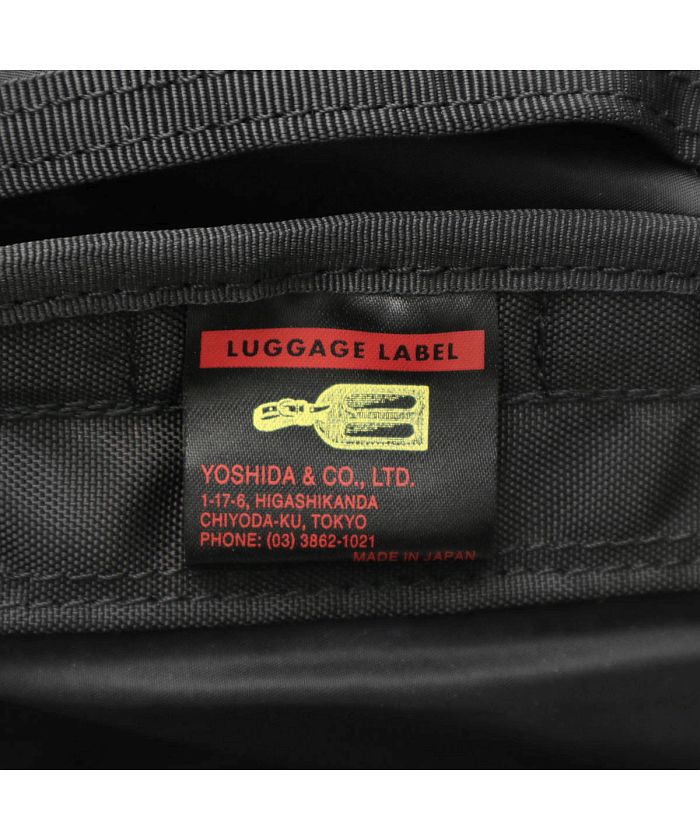 LUGGAGE LABEL
YOSHIDA & CO., LTD.
1-17-6, HIGASHIKANDA
CHIYODA-KU, TOKYO
PHONE: (03) 3862-1021
MADE IN JAPAN